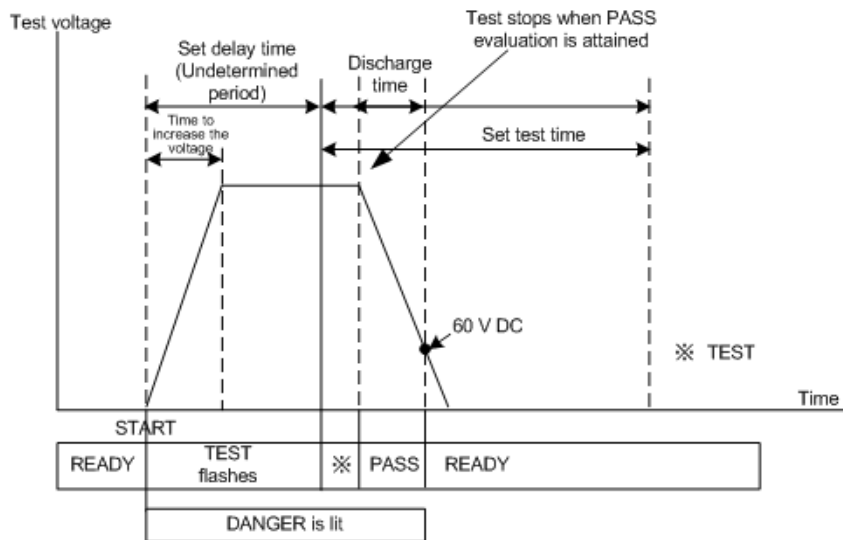 Test voltage
Set delay time
(Undetermined
period)
Test stops when PASS
evaluation is attained
Discharge
time
Time to
increase the
voltage
Set test time
60 V DC
※ TEST
Time
START
READY
TEST
flashes
※
PASS
READY
DANGER is lit